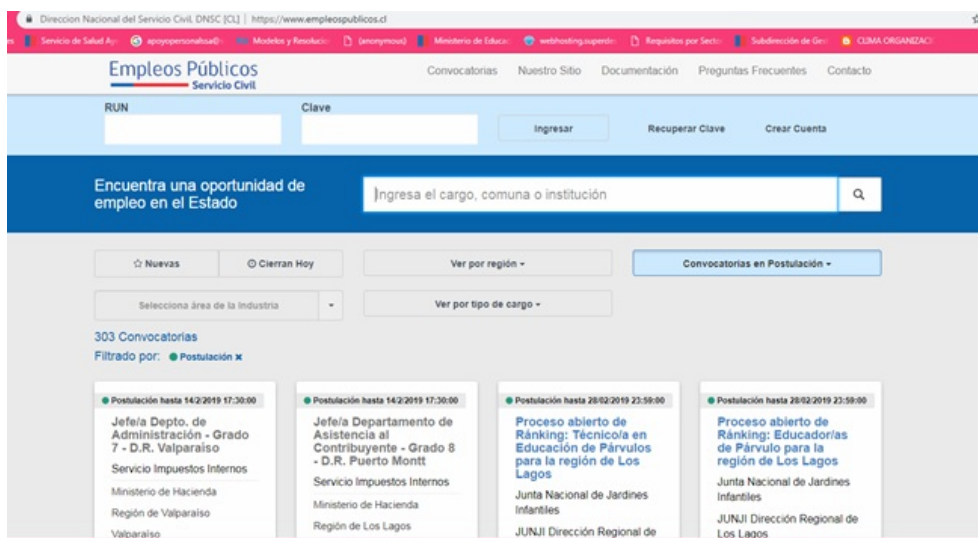 Direccion Nacional del Servicio Civil, DNSC [CL] | https://www.empleospublicos.cl
es Servicio de Salud Ays apoyopersonalssa@ Modelos y Resolucio (anonymous) Ministerio de Educac webhosting.superde Requisitos por Secto Subdirección de Ges CLIMA ORGANIZACI
Empleos Públicos
Servicio Civil
Convocatorias Nuestro Sitio Documentación Preguntas Frecuentes Contacto
RUN Clave
Ingresar Recuperar Clave Crear Cuenta
Encuentra una oportunidad de
empleo en el Estado
Ingresa el cargo, comuna o institución
Nuevas Cierran Hoy Ver por región Convocatorias en Postulación
Selecciona área de la Industria Ver por tipo de cargo
303 Convocatorias
Filtrado por: Postulación x
Postulación hasta 14/2/2019 17:30:00
Jefe/a Depto. de
Administración - Grado
7 - D.R. Valparaíso
Servicio Impuestos Internos
Ministerio de Hacienda
Región de Valparaíso
Valparaíso
Postulación hasta 14/2/2019 17:30:00
Jefe/a Departamento de
Asistencia al
Contribuyente - Grado 8
- D.R. Puerto Montt
Servicio Impuestos Internos
Ministerio de Hacienda
Región de Los Lagos
Postulación hasta 28/02/2019 23:59:00
Proceso abierto de
Ránking: Técnico/a en
Educación de Párvulos
para la región de Los
Lagos
Junta Nacional de Jardines
Infantiles
JUNJI Dirección Regional de
Postulación hasta 28/02/2019 23:59:00
Proceso abierto de
Ránking: Educador/as
de Párvulo para la
región de Los Lagos
Junta Nacional de Jardines
Infantiles
JUNJI Dirección Regional de
Los Lagos